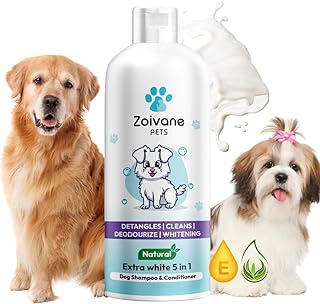 Zoivane
PETS
DETANGLES | CLEANS |
DEODOURIZE | WHITENING
Natural
Extra white 5 in 1
Dog Shampoo & Conditioner
E